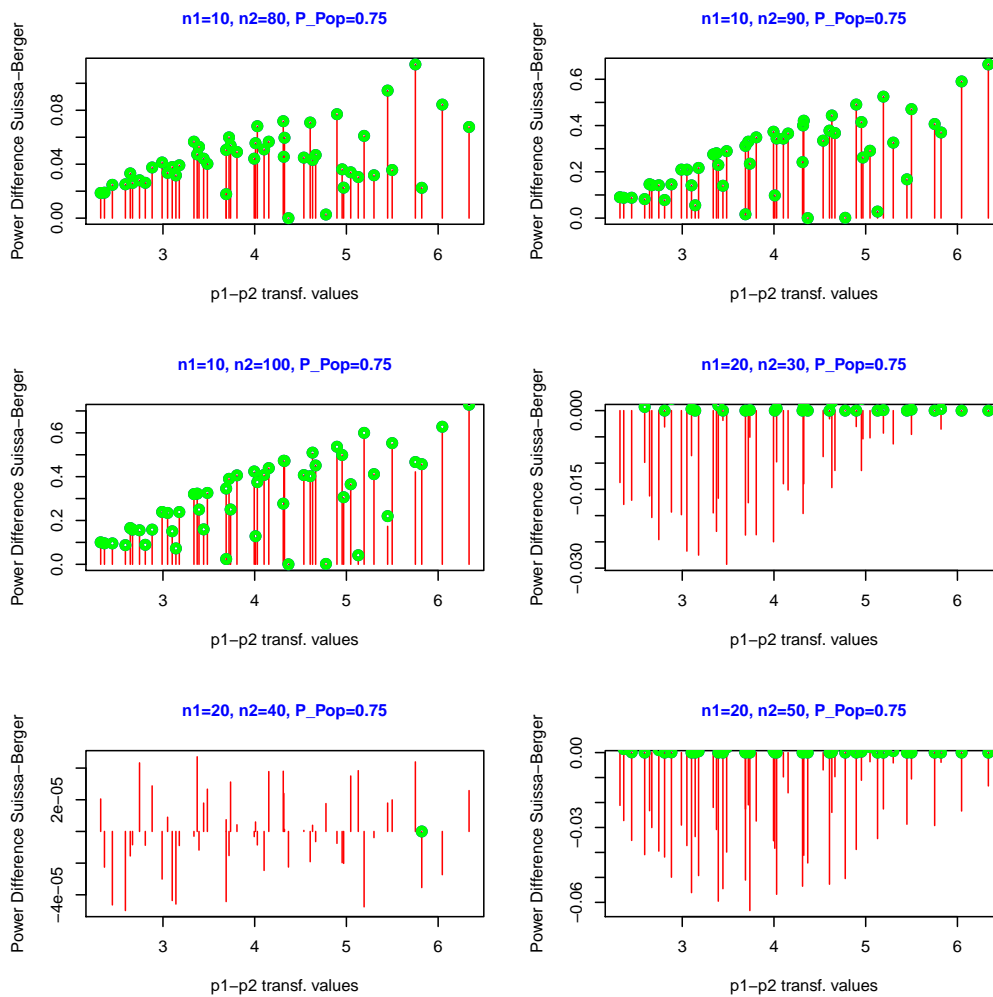 n1=10, n2=80, P_Pop=0.75
Power Difference Suissa−Berger
0.00 0.04 0.08
3 4 5 6
p1−p2 transf. values
n1=10, n2=90, P_Pop=0.75
Power Difference Suissa−Berger
0.0 0.2 0.4 0.6
3 4 5 6
p1−p2 transf. values
n1=10, n2=100, P_Pop=0.75
Power Difference Suissa−Berger
0.0 0.2 0.4 0.6
3 4 5 6
p1−p2 transf. values
n1=20, n2=30, P_Pop=0.75
Power Difference Suissa−Berger
−0.030 −0.015 0.000
3 4 5 6
p1−p2 transf. values
n1=20, n2=40, P_Pop=0.75
Power Difference Suissa−Berger
−4e−05 2e−05
3 4 5 6
p1−p2 transf. values
n1=20, n2=50, P_Pop=0.75
Power Difference Suissa−Berger
−0.06 −0.03 0.00
3 4 5 6
p1−p2 transf. values